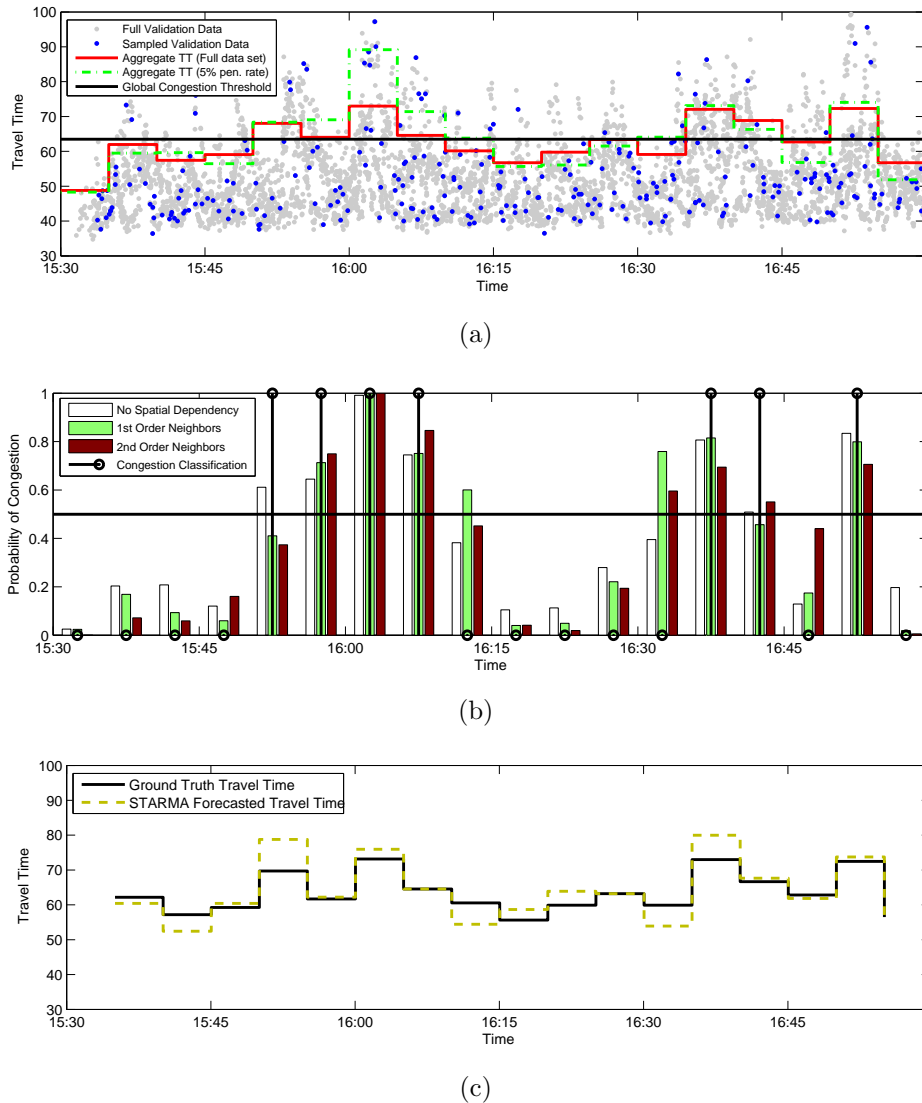 100
90
80
70
60
50
40
30
Travel Time
Full Validation Data
Sampled Validation Data
Aggregate TT (Full data set)
Aggregate TT (5% pen. rate)
Global Congestion Threshold
15:30
15:45
16:00
16:15
16:30
16:45
Time
(a)
1
0.8
0.6
0.4
0.2
0
Probability of Congestion
No Spatial Dependency
1st Order Neighbors
2nd Order Neighbors
Congestion Classification
15:30
15:45
16:00
16:15
16:30
16:45
Time
(b)
100
90
80
70
60
50
40
30
Travel Time
Ground Truth Travel Time
STARMA Forecasted Travel Time
15:30
15:45
16:00
16:15
16:30
16:45
Time
(c)